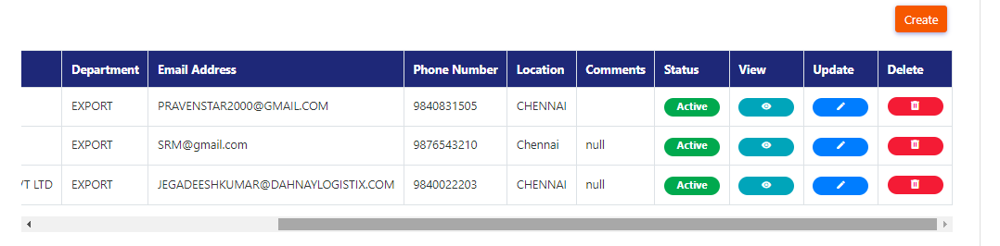 Create
Department Email Address Phone Number Location Comments Status View Update Delete
EXPORT PRAVENSTAR2000@GMAIL.COM 9840831505 CHENNAI Active
EXPORT SRM@gmail.com 9876543210 Chennai null Active
VT LTD EXPORT JEGADEESHKUMAR@DAHNAYLOGISTIX.COM 9840022203 CHENNAI null Active